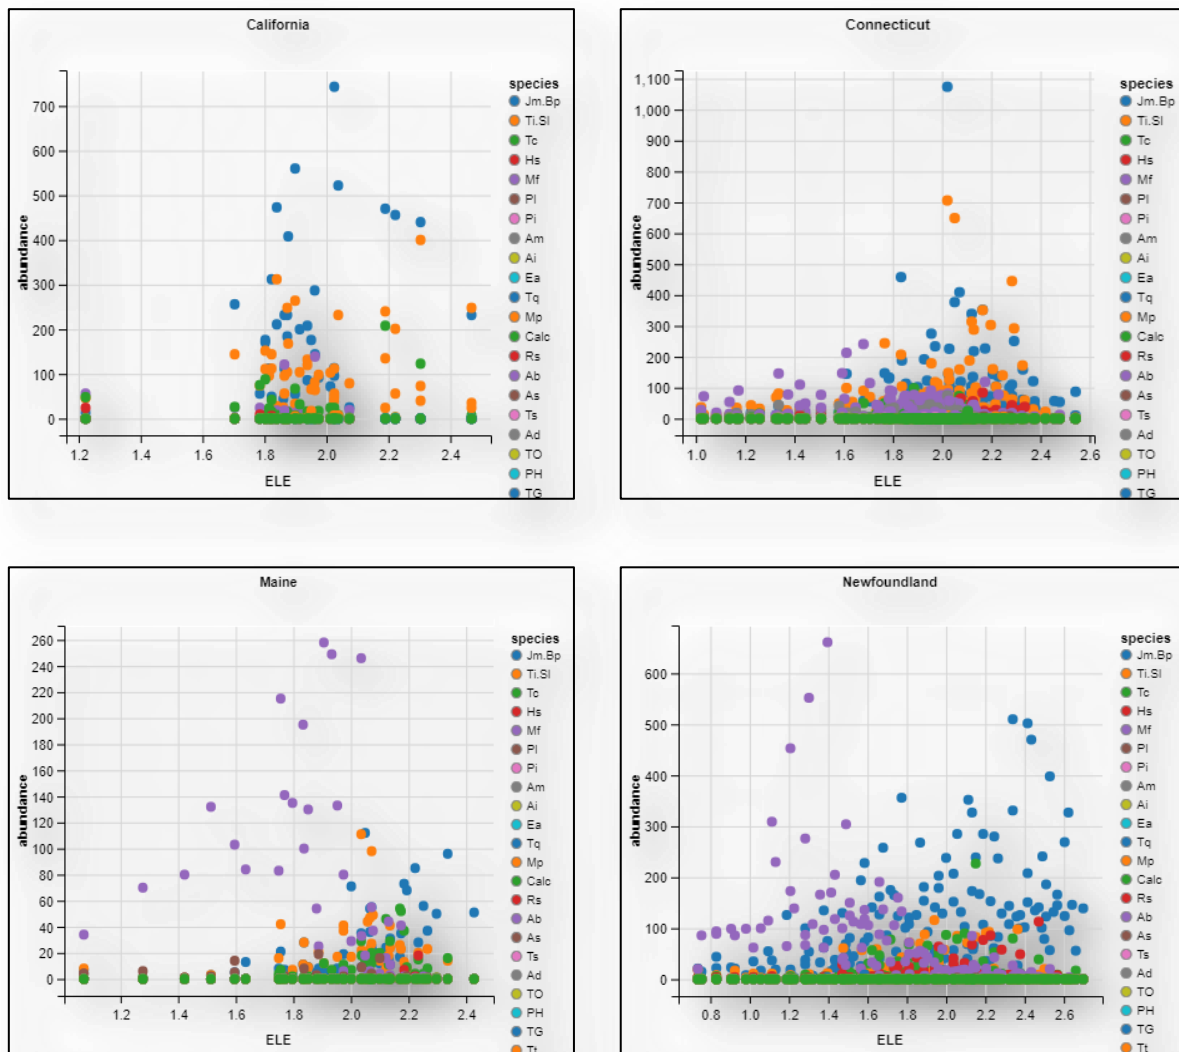 California
abundance
700
600
500
400
300
200
100
0
1.2 1.4 1.6 1.8 2.0 2.2 2.4
ELE
species
Jm.Bp
Ti.Sl
Tc
Hs
Mf
Pl
Pi
Am
Ai
Ea
Tq
Mp
Calc
Rs
Ab
As
Ts
Ad
TO
PH
TG
Connecticut
abundance
1,100
1,000
900
800
700
600
500
400
300
200
100
0
1.0 1.2 1.4 1.6 1.8 2.0 2.2 2.4 2.6
ELE
species
Jm.Bp
Ti.Sl
Tc
Hs
Mf
Pl
Pi
Am
Ai
Ea
Tq
Mp
Calc
Rs
Ab
As
Ts
Ad
TO
PH
TG
Maine
abundance
260
240
220
200
180
160
140
120
100
80
60
40
20
0
1.2 1.4 1.6 1.8 2.0 2.2 2.4
ELE
species
Jm.Bp
Ti.Sl
Tc
Hs
Mf
Pl
Pi
Am
Ai
Ea
Tq
Mp
Calc
Rs
Ab
As
Ts
Ad
TO
PH
TG
Tt
Newfoundland
abundance
600
500
400
300
200
100
0
0.8 1.0 1.2 1.4 1.6 1.8 2.0 2.2 2.4 2.6
ELE
species
Jm.Bp
Ti.Sl
Tc
Hs
Mf
Pl
Pi
Am
Ai
Ea
Tq
Mp
Calc
Rs
Ab
As
Ts
Ad
TO
PH
TG
Tt